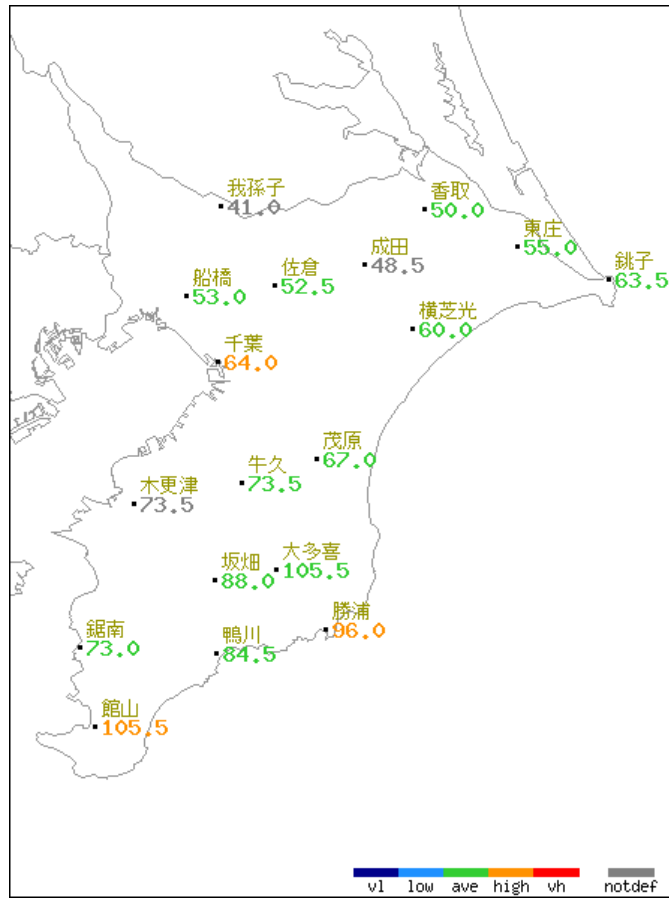 我孫子
41.0
香取
50.0
東庄
55.0
成田
48.5
佐倉
52.5
船橋
53.0
銚子
63.5
横芝光
60.0
千葉
64.0
茂原
67.0
牛久
73.5
木更津
73.5
大多喜
105.5
坂畑
88.0
勝浦
96.0
鋸南
73.0
鴨川
84.5
館山
105.5
vl low ave high vh notdef